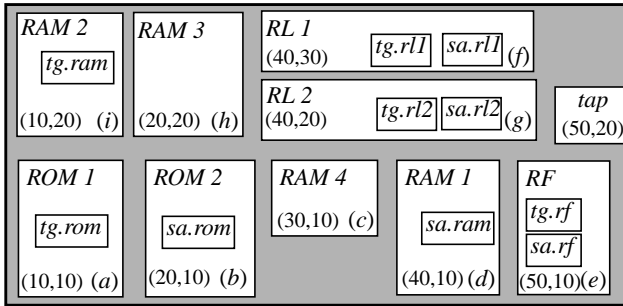 RAM 2
tg.ram
(10,20) (i)
RAM 3
(20,20) (h)
RL 1
(40,30)
tg.rl1
sa.rl1
(f)
RL 2
(40,20)
tg.rl2
sa.rl2
(g)
tap
(50,20)
ROM 1
tg.rom
(10,10) (a)
ROM 2
sa.rom
(20,10) (b)
RAM 4
(30,10) (c)
RAM 1
sa.ram
(40,10) (d)
RF
tg.rf
sa.rf
(50,10)(e)